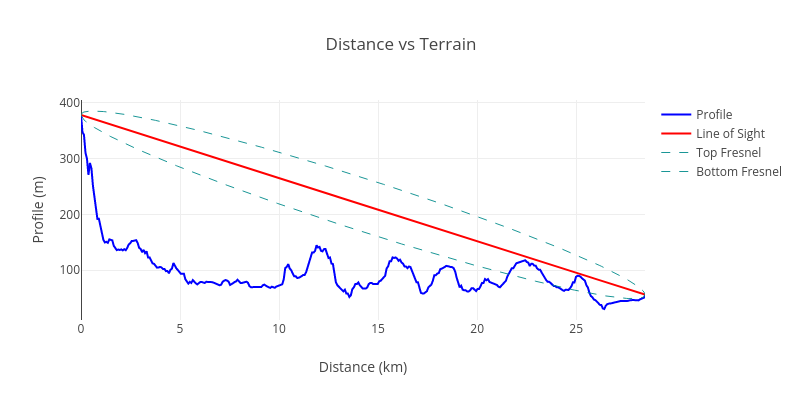 Distance vs Terrain
Profile (m)
400
300
200
100
0
5
10
15
20
25
Distance (km)
Profile
Line of Sight
Top Fresnel
Bottom Fresnel